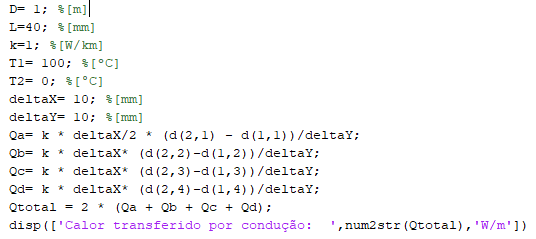 D= 1; %[m]
L=40; %[mm]
k=1; %[W/km]
T1= 100; %[°C]
T2= 0; %[°C]
deltaX= 10; %[mm]
deltaY= 10; %[mm]
Qa= k * deltaX/2 * (d(2,1) - d(1,1))/deltaY;
Qb= k * deltaX* (d(2,2)-d(1,2))/deltaY;
Qc= k * deltaX* (d(2,3)-d(1,3))/deltaY;
Qd= k * deltaX* (d(2,4)-d(1,4))/deltaY;
Qtotal = 2 * (Qa + Qb + Qc + Qd);
disp(['Calor transferido por condução:  ',num2str(Qtotal),'W/m'])